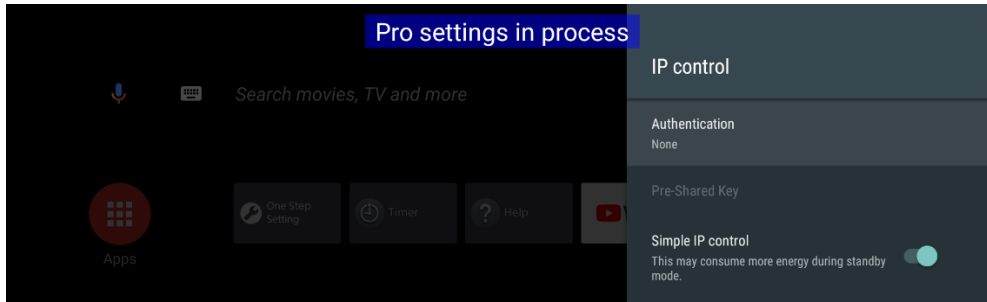 Pro settings in process
IP control
Search movies, TV and more
Authentication
None
Pre-Shared Key
One Step
Setting
Timer
Help
Simple IP control
This may consume more energy during standby
mode.
Apps